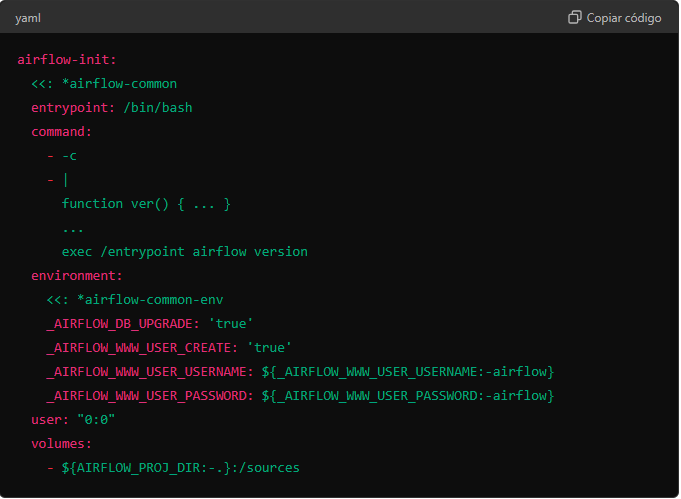 yaml
Copiar código
airflow-init:
  <<: *airflow-common
  entrypoint: /bin/bash
  command:
    - -c
    - |
      function ver() { ... }
      ...
      exec /entrypoint airflow version
  environment:
    <<: *airflow-common-env
    _AIRFLOW_DB_UPGRADE: 'true'
    _AIRFLOW_WWW_USER_CREATE: 'true'
    _AIRFLOW_WWW_USER_USERNAME: ${_AIRFLOW_WWW_USER_USERNAME:-airflow}
    _AIRFLOW_WWW_USER_PASSWORD: ${_AIRFLOW_WWW_USER_PASSWORD:-airflow}
  user: "0:0"
  volumes:
    - ${AIRFLOW_PROJ_DIR:-.}:/sources